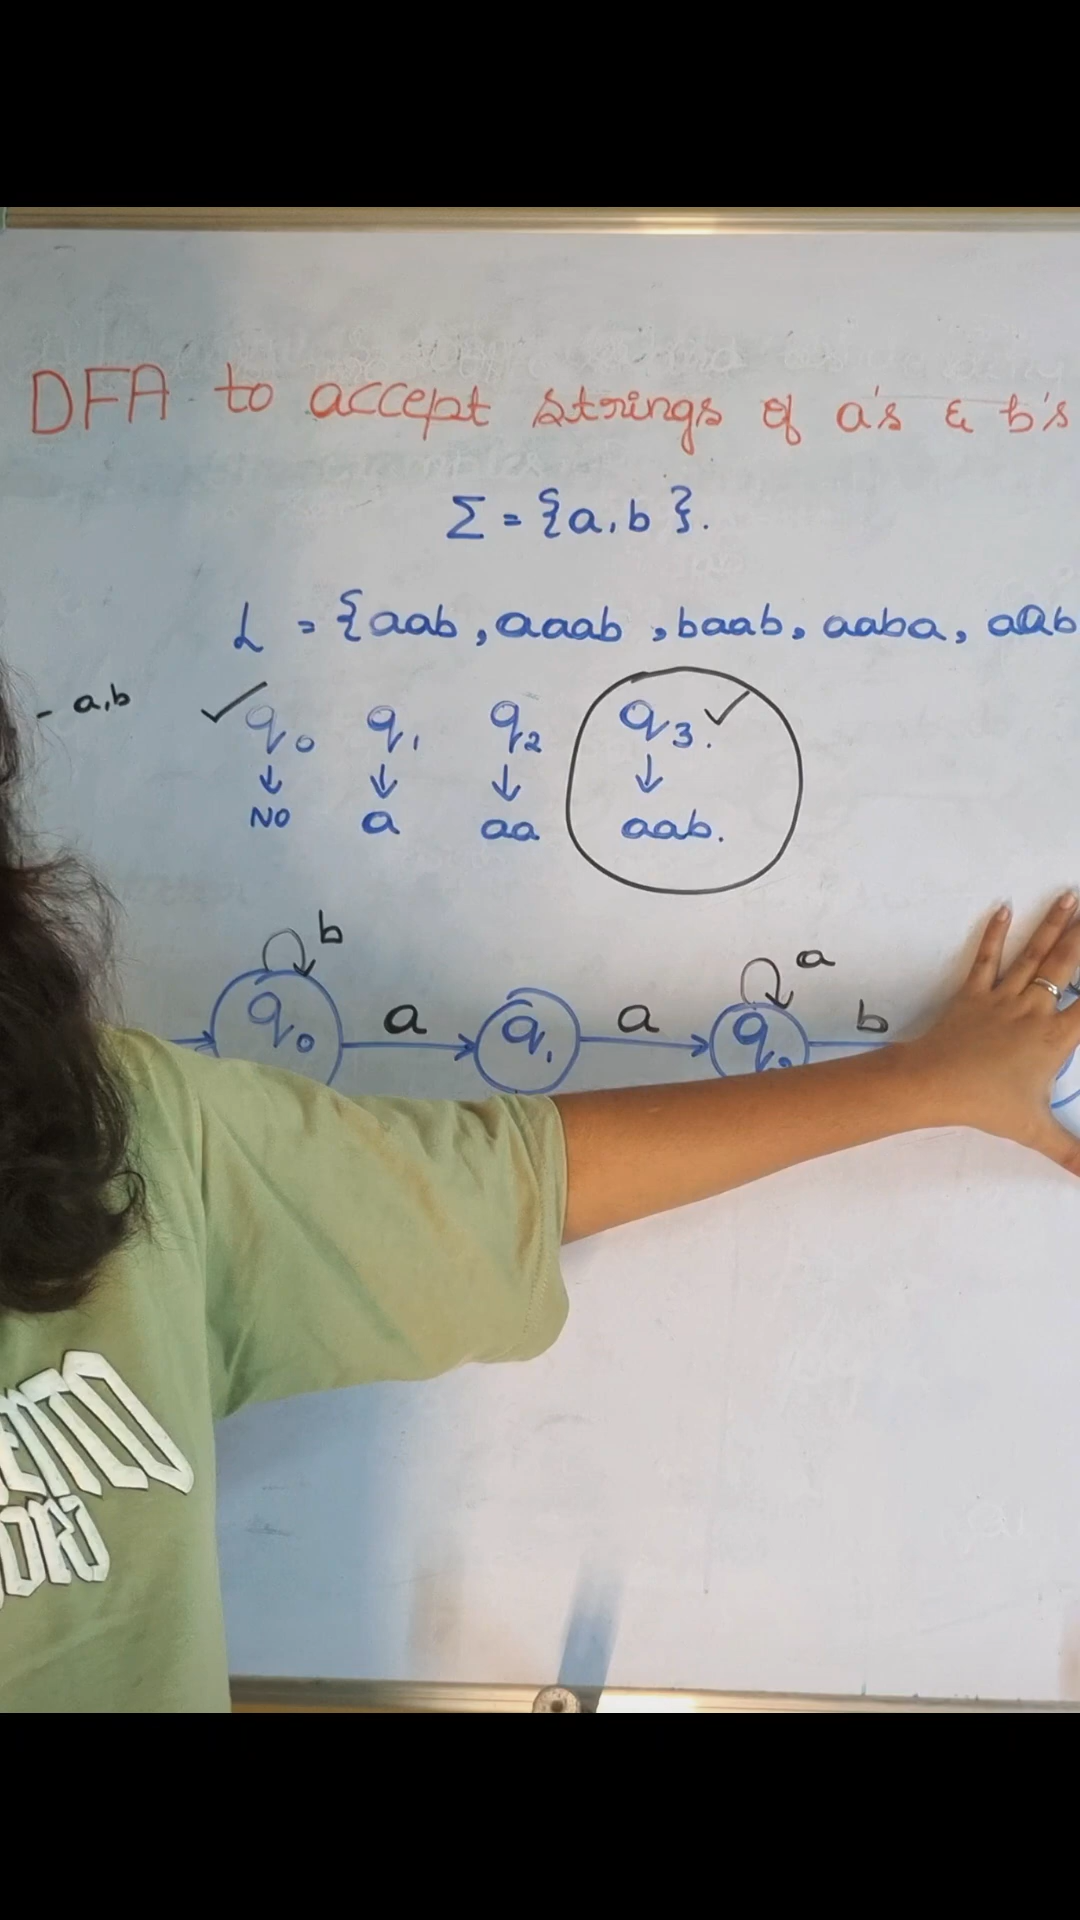 DFA to accept strings of a's & b's
Σ = {a,b}.
L = {aab, aaab, baab, aaba, aab
- a,b
✓ q₀ q₁ q₂ q₃. ✓
↓ ↓ ↓ ↓
NO a aa aab.
b a
q₀ a q₁ a q₂ b